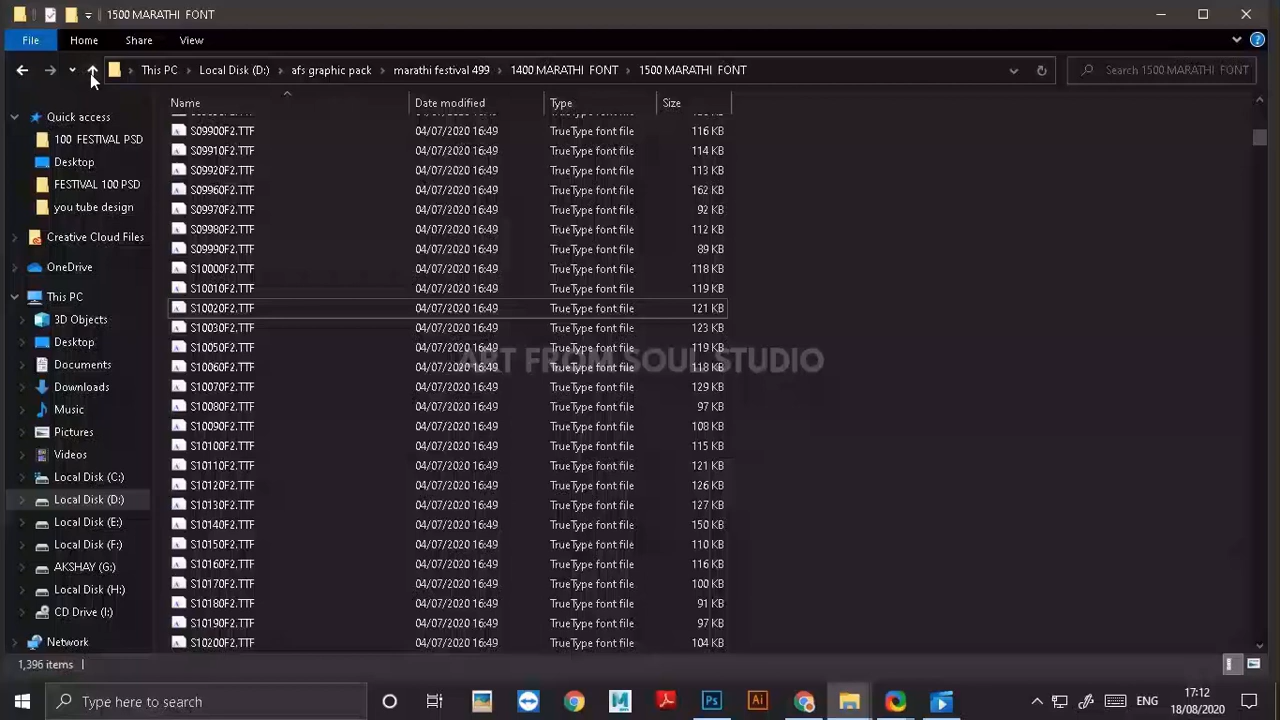 1500 MARATHI  FONT
File Home Share View
This PC Local Disk (D:) afs graphic pack marathi festival 499 1400 MARATHI  FONT 1500 MARATHI  FONT Search 1500 MARATHI  FONT
Name Date modified Type Size
Quick access
100  FESTIVAL PSD
Desktop
FESTIVAL 100 PSD
you tube design
Creative Cloud Files
OneDrive
This PC
3D Objects
Desktop
Documents
Downloads
Music
Pictures
Videos
Local Disk (C:)
Local Disk (D:)
Local Disk (E:)
Local Disk (F:)
AKSHAY (G:)
Local Disk (H:)
CD Drive (I:)
Network
S09900F2.TTF 04/07/2020 16:49 TrueType font file 116 KB
S09910F2.TTF 04/07/2020 16:49 TrueType font file 114 KB
S09920F2.TTF 04/07/2020 16:49 TrueType font file 113 KB
S09960F2.TTF 04/07/2020 16:49 TrueType font file 162 KB
S09970F2.TTF 04/07/2020 16:49 TrueType font file 92 KB
S09980F2.TTF 04/07/2020 16:49 TrueType font file 112 KB
S09990F2.TTF 04/07/2020 16:49 TrueType font file 89 KB
S10000F2.TTF 04/07/2020 16:49 TrueType font file 118 KB
S10010F2.TTF 04/07/2020 16:49 TrueType font file 119 KB
S10020F2.TTF 04/07/2020 16:49 TrueType font file 121 KB
S10030F2.TTF 04/07/2020 16:49 TrueType font file 123 KB
S10050F2.TTF 04/07/2020 16:49 TrueType font file 119 KB
ART FROM SOUL STUDIO
S10060F2.TTF 04/07/2020 16:49 TrueType font file 118 KB
S10070F2.TTF 04/07/2020 16:49 TrueType font file 129 KB
S10080F2.TTF 04/07/2020 16:49 TrueType font file 97 KB
S10090F2.TTF 04/07/2020 16:49 TrueType font file 108 KB
S10100F2.TTF 04/07/2020 16:49 TrueType font file 115 KB
S10110F2.TTF 04/07/2020 16:49 TrueType font file 121 KB
S10120F2.TTF 04/07/2020 16:49 TrueType font file 126 KB
S10130F2.TTF 04/07/2020 16:49 TrueType font file 127 KB
S10140F2.TTF 04/07/2020 16:49 TrueType font file 150 KB
S10150F2.TTF 04/07/2020 16:49 TrueType font file 110 KB
S10160F2.TTF 04/07/2020 16:49 TrueType font file 116 KB
S10170F2.TTF 04/07/2020 16:49 TrueType font file 100 KB
S10180F2.TTF 04/07/2020 16:49 TrueType font file 91 KB
S10190F2.TTF 04/07/2020 16:49 TrueType font file 97 KB
S10200F2.TTF 04/07/2020 16:49 TrueType font file 104 KB
1,396 items
Type here to search Ps Ai ENG 17:12
18/08/2020